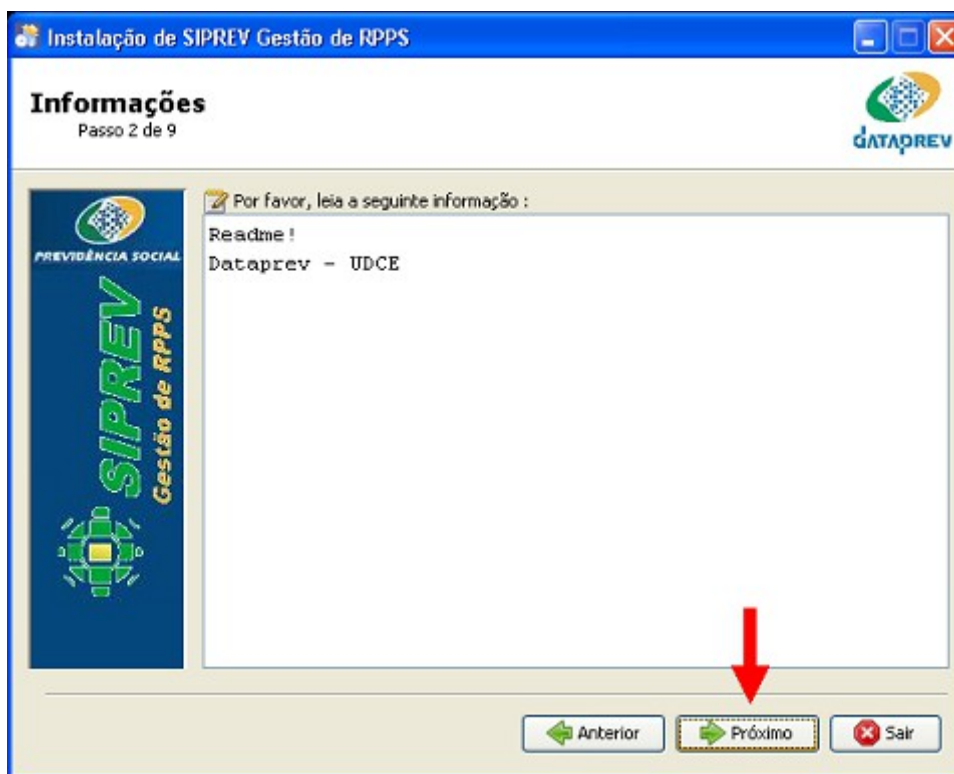 Instalação de SIPREV Gestão de RPPS
Informações
Passo 2 de 9
DATAPREV
PREVIDÊNCIA SOCIAL
SIPREV
Gestão de RPPS
Por favor, leia a seguinte informação :
Readme!
Dataprev - UDCE
Anterior
Próximo
Sair